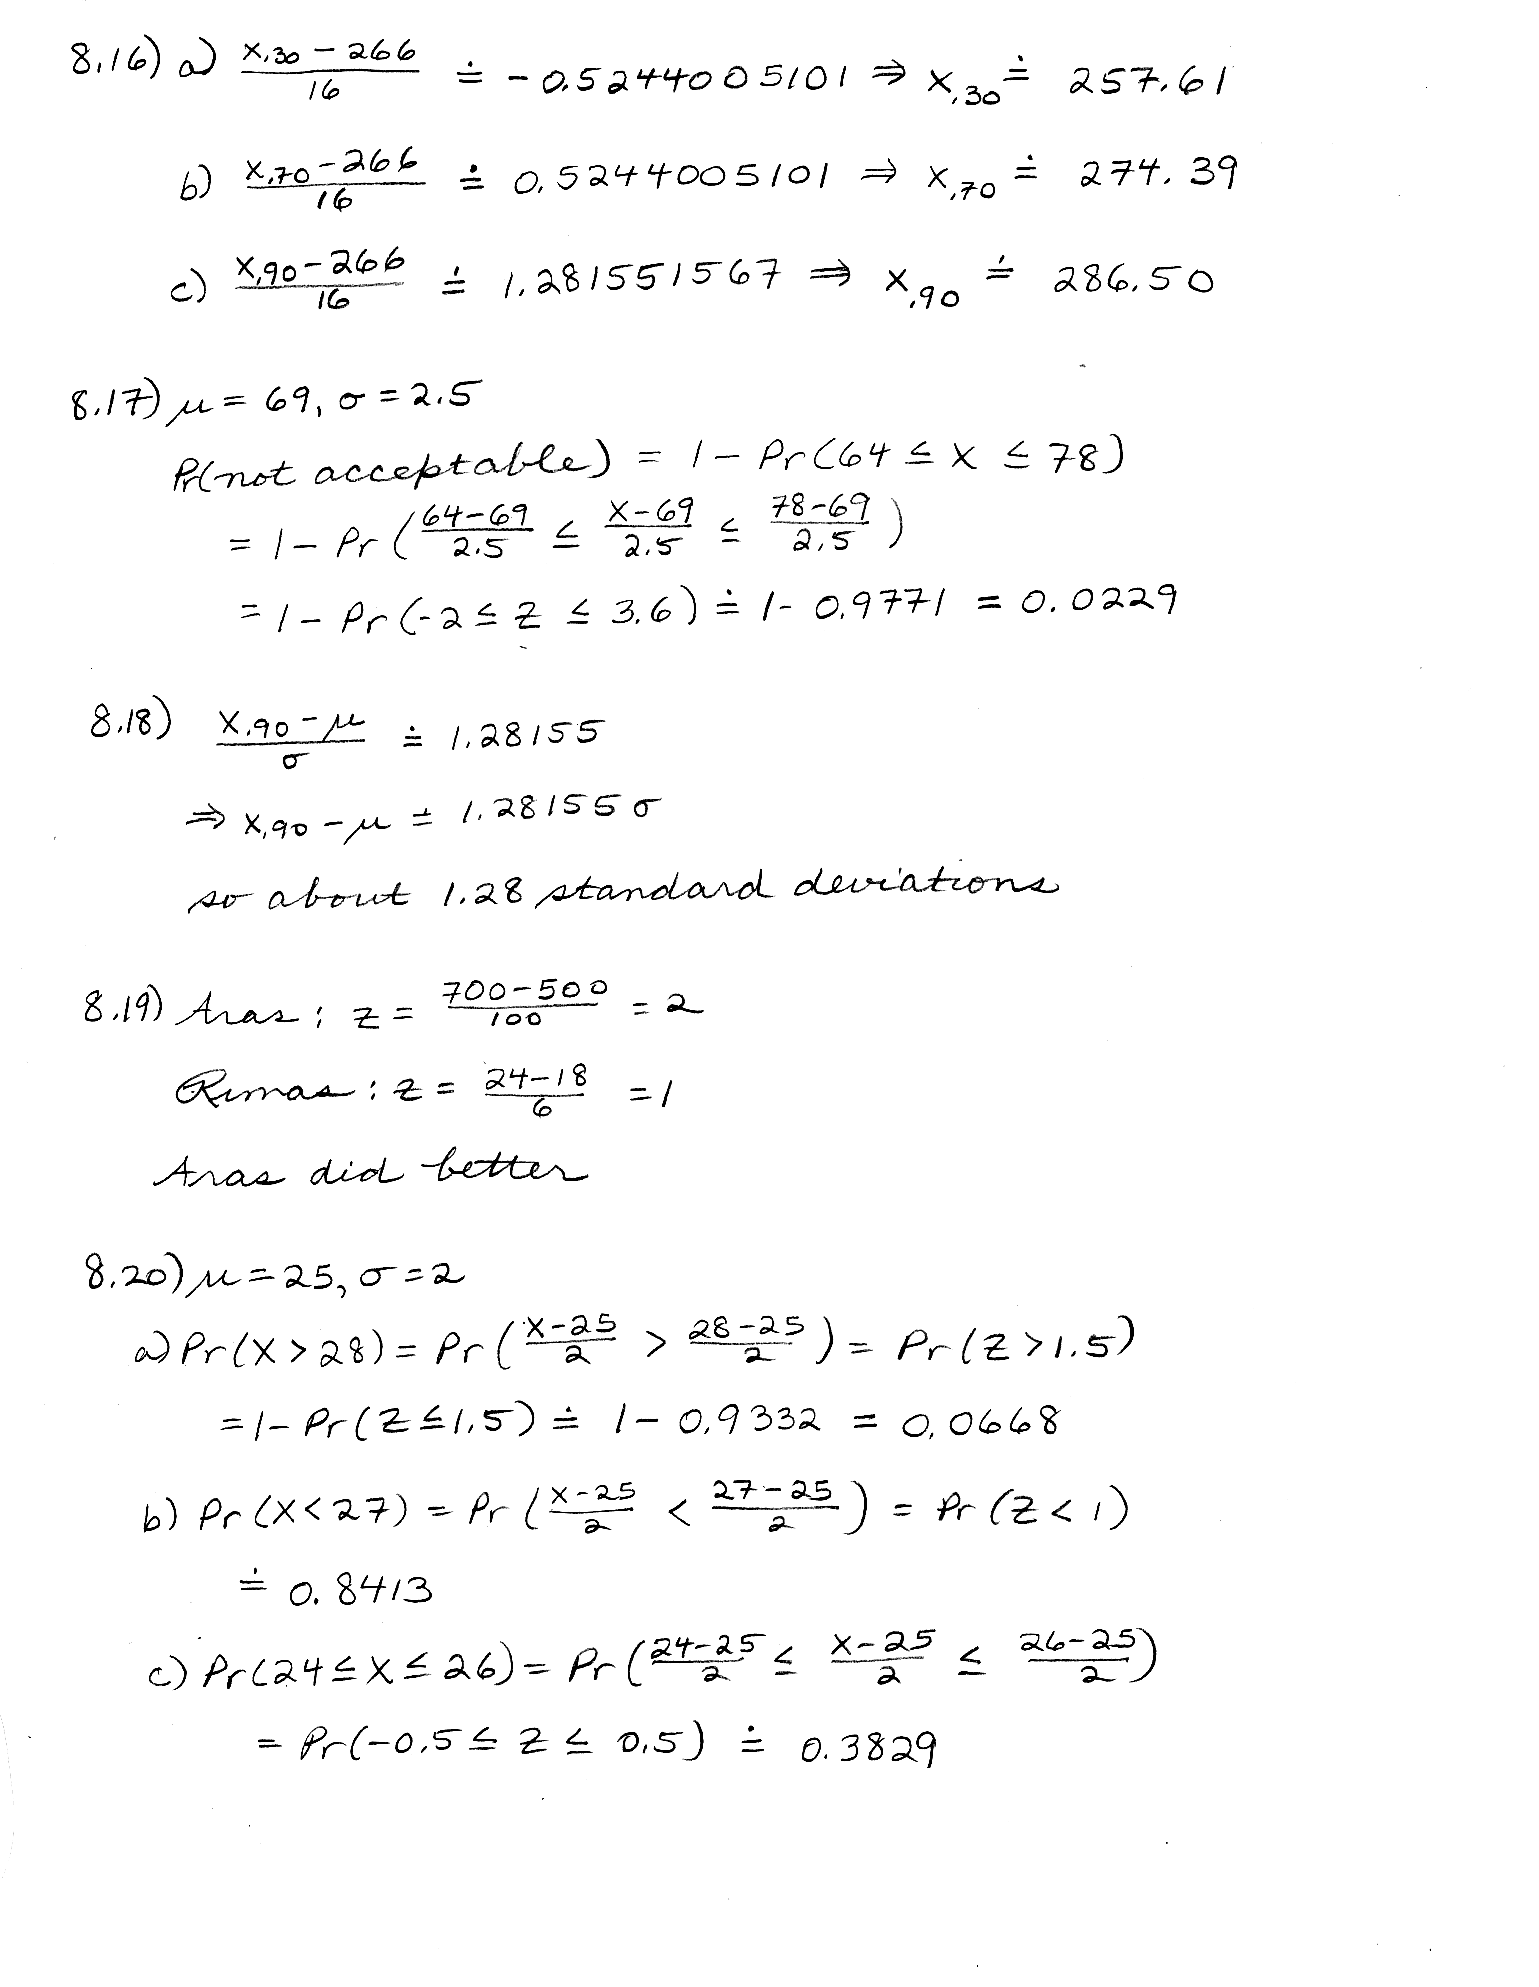 8.16) a) (x.30 − 266)/16 ≐ −0.5244005101 ⇒ x.30 ≐ 257.61
b) (x.70 − 266)/16 ≐ 0.5244005101 ⇒ x.70 ≐ 274.39
c) (x.90 − 266)/16 ≐ 1.281551567 ⇒ x.90 ≐ 286.50
8.17) μ = 69, σ = 2.5
Pr(not acceptable) = 1 − Pr(64 ≤ X ≤ 78)
= 1 − Pr((64−69)/2.5 ≤ (X−69)/2.5 ≤ (78−69)/2.5)
= 1 − Pr(−2 ≤ Z ≤ 3.6) ≐ 1 − 0.9771 = 0.0229
8.18) (x.90 − μ)/σ ≐ 1.28155
⇒ x.90 − μ ≐ 1.28155σ
so about 1.28 standard deviations
8.19) Aras: z = (700−500)/100 = 2
Rimas: z = (24−18)/6 = 1
Aras did better
8.20) μ = 25, σ = 2
a) Pr(X > 28) = Pr((X−25)/2 > (28−25)/2) = Pr(Z > 1.5)
= 1 − Pr(Z ≤ 1.5) ≐ 1 − 0.9332 = 0.0668
b) Pr(X < 27) = Pr((X−25)/2 < (27−25)/2) = Pr(Z < 1)
≐ 0.8413
c) Pr(24 ≤ X ≤ 26) = Pr((24−25)/2 ≤ (X−25)/2 ≤ (26−25)/2)
= Pr(−0.5 ≤ Z ≤ 0.5) ≐ 0.3829